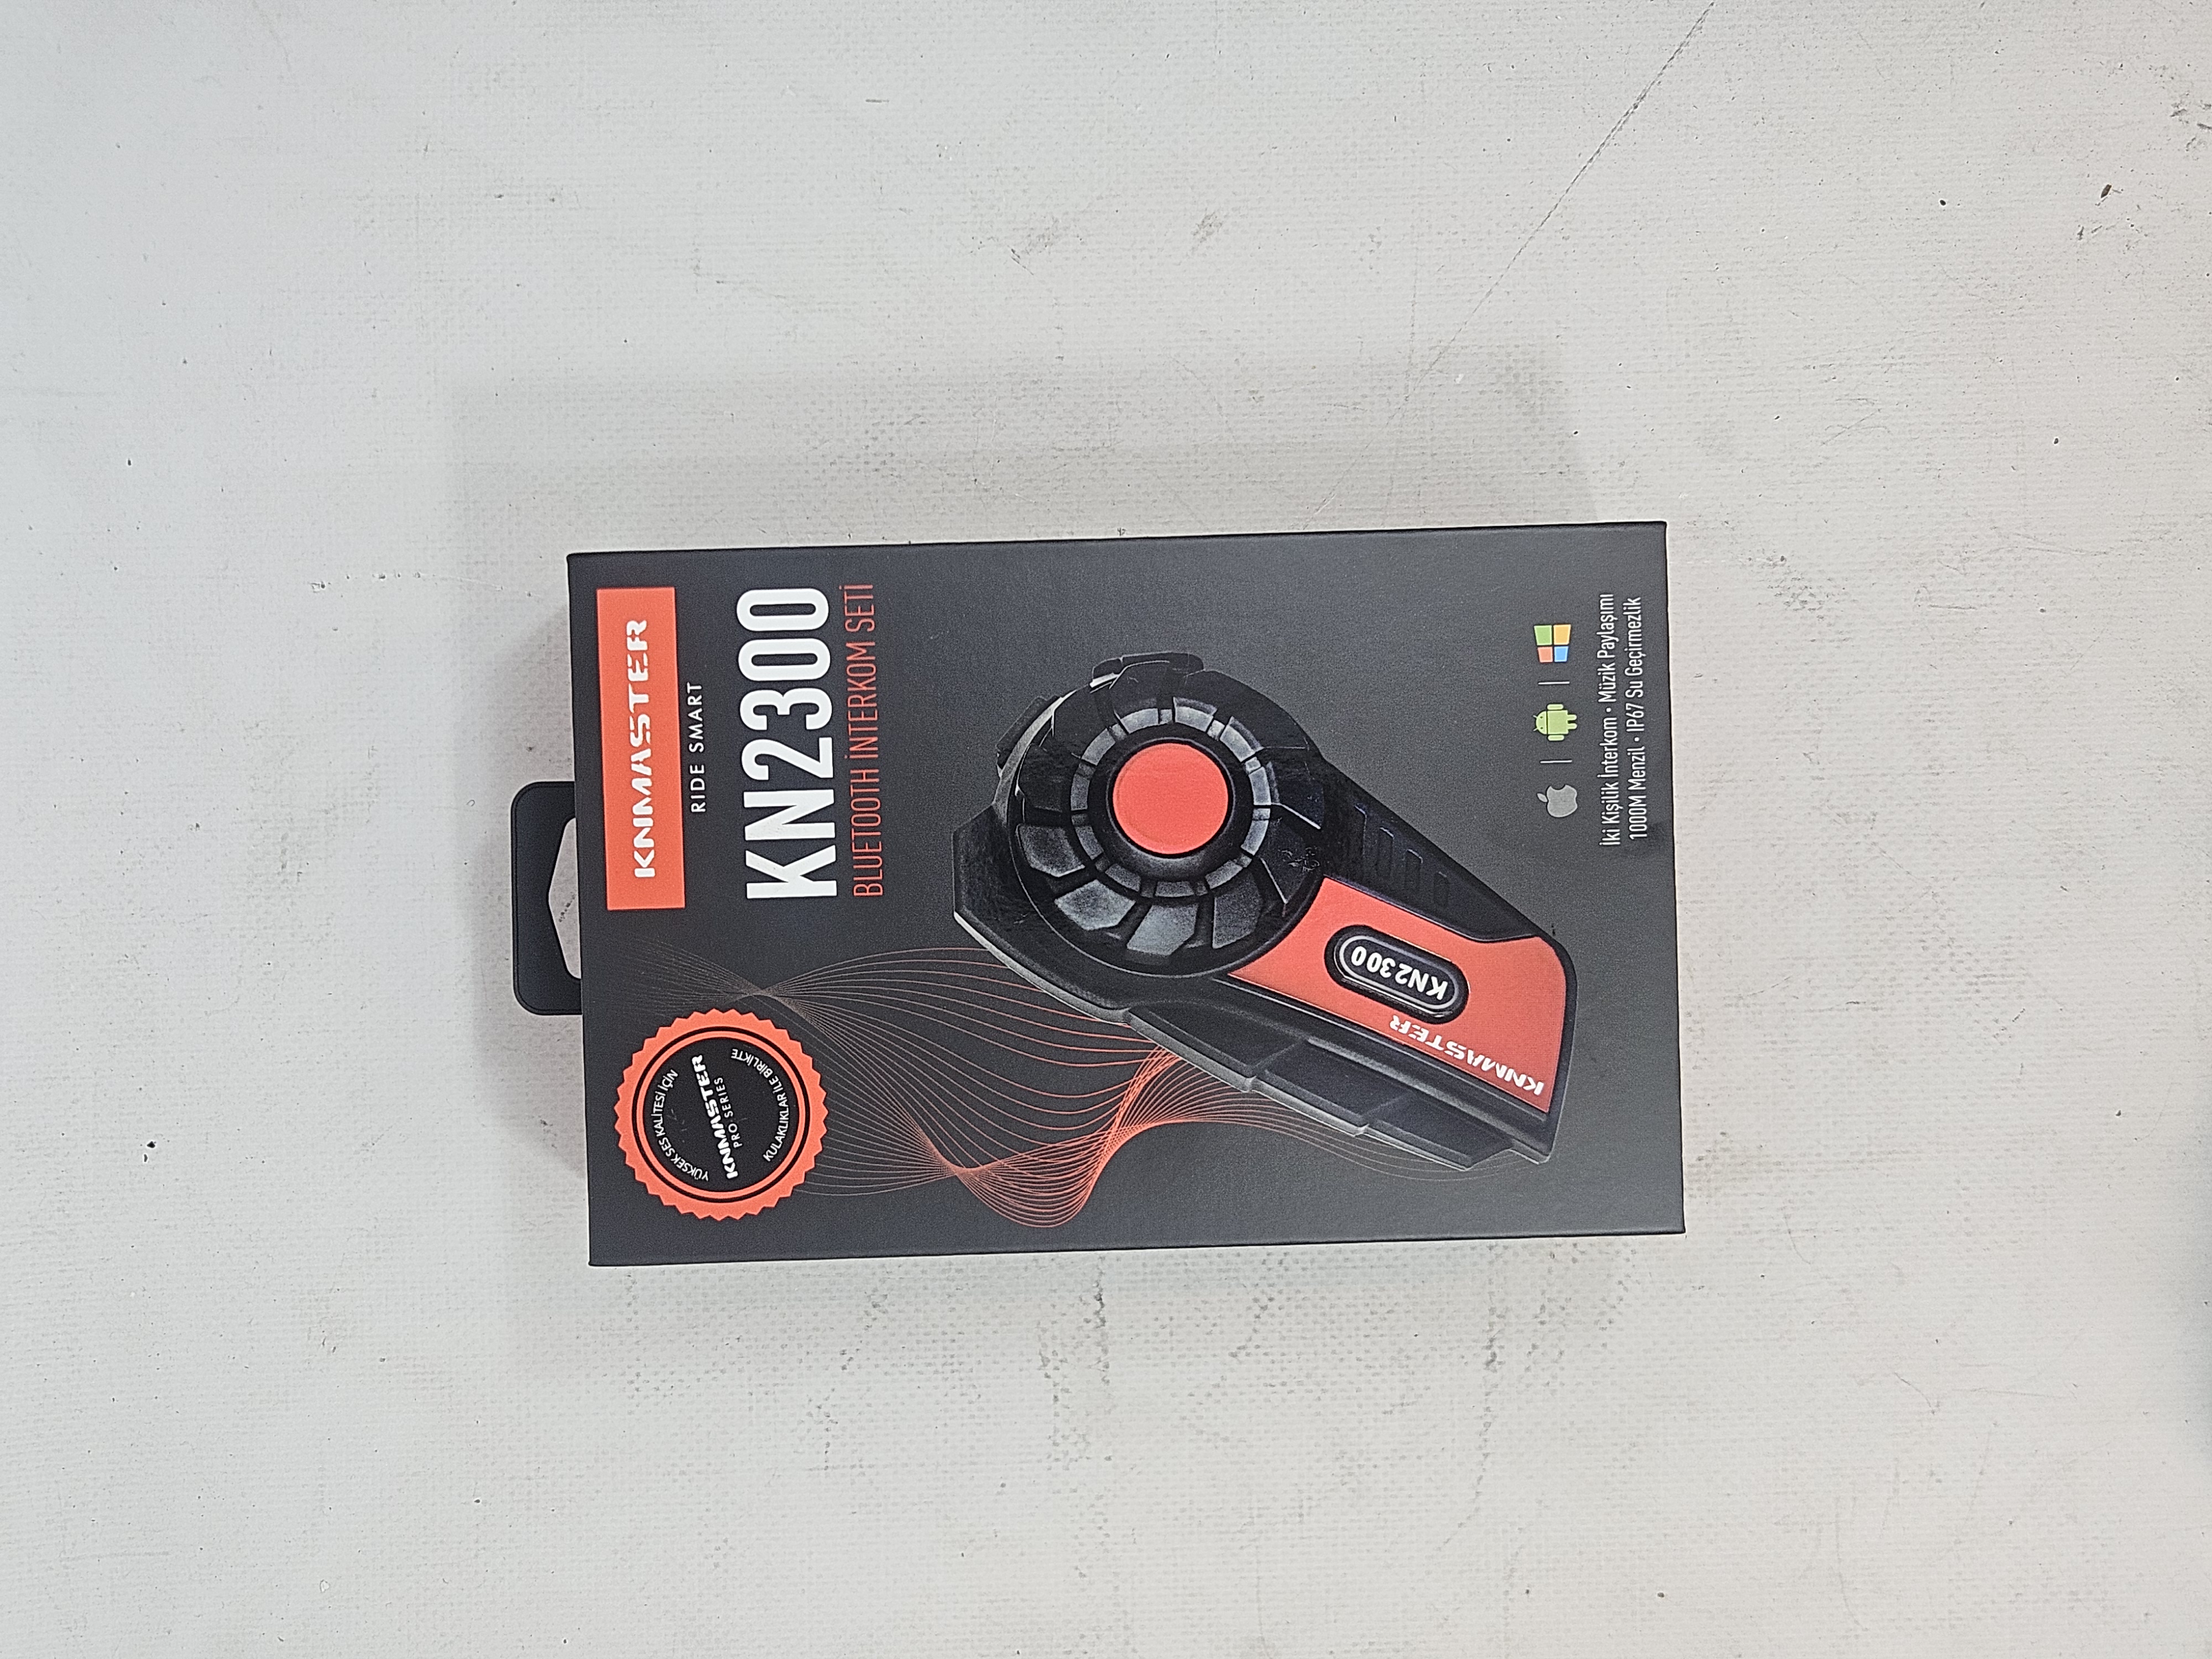 YÜKSEK SES KALİTESİ İÇİN
KNMASTER
PRO SERIES
KULAKLIKLAR İLE BİRLİKTE
KNMASTER
RIDE SMART
KN2300
BLUETOOTH İNTERKOM SETİ
KN2300
KNMASTER
İki Kişilik İnterkom • Müzik Paylaşımı
1000M Menzil • IP67 Su Geçirmezlik